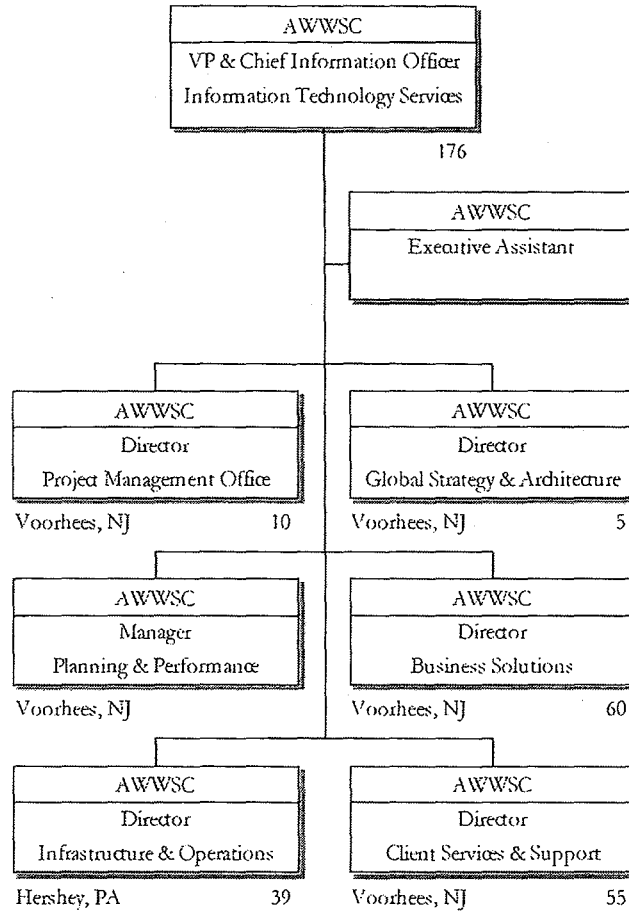 AWWSC
VP & Chief Information Officer
Information Technology Services
176
AWWSC
Executive Assistant
AWWSC
Director
Project Management Office
Voorhees, NJ 10
AWWSC
Director
Global Strategy & Architecture
Voorhees, NJ 5
AWWSC
Manager
Planning & Performance
Voorhees, NJ
AWWSC
Director
Business Solutions
Voorhees, NJ 60
AWWSC
Director
Infrastructure & Operations
Hershey, PA 39
AWWSC
Director
Client Services & Support
Voorhees, NJ 55